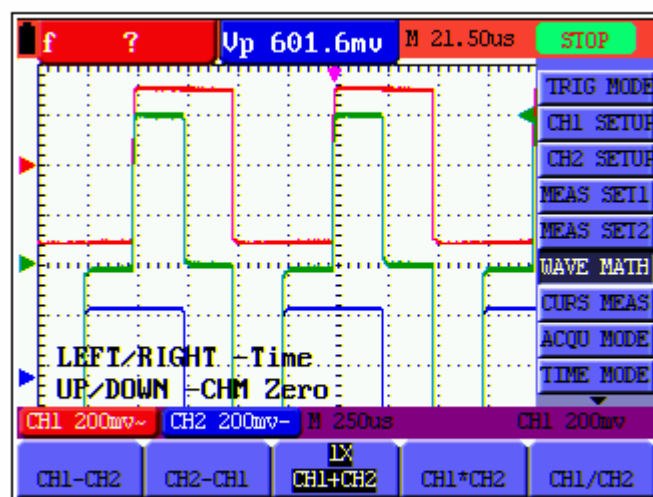 f ? Vp 601.6mv M 21.50us STOP
TRIG MODE
CH1 SETUP
CH2 SETUP
MEAS SET1
MEAS SET2
WAVE MATH
CURS MEAS
ACQU MODE
TIME MODE
LEFT/RIGHT -Time
UP/DOWN -CHM Zero
CH1 200mv~ CH2 200mv- M 250us CH1 200mv
1X
CH1-CH2 CH2-CH1 CH1+CH2 CH1*CH2 CH1/CH2